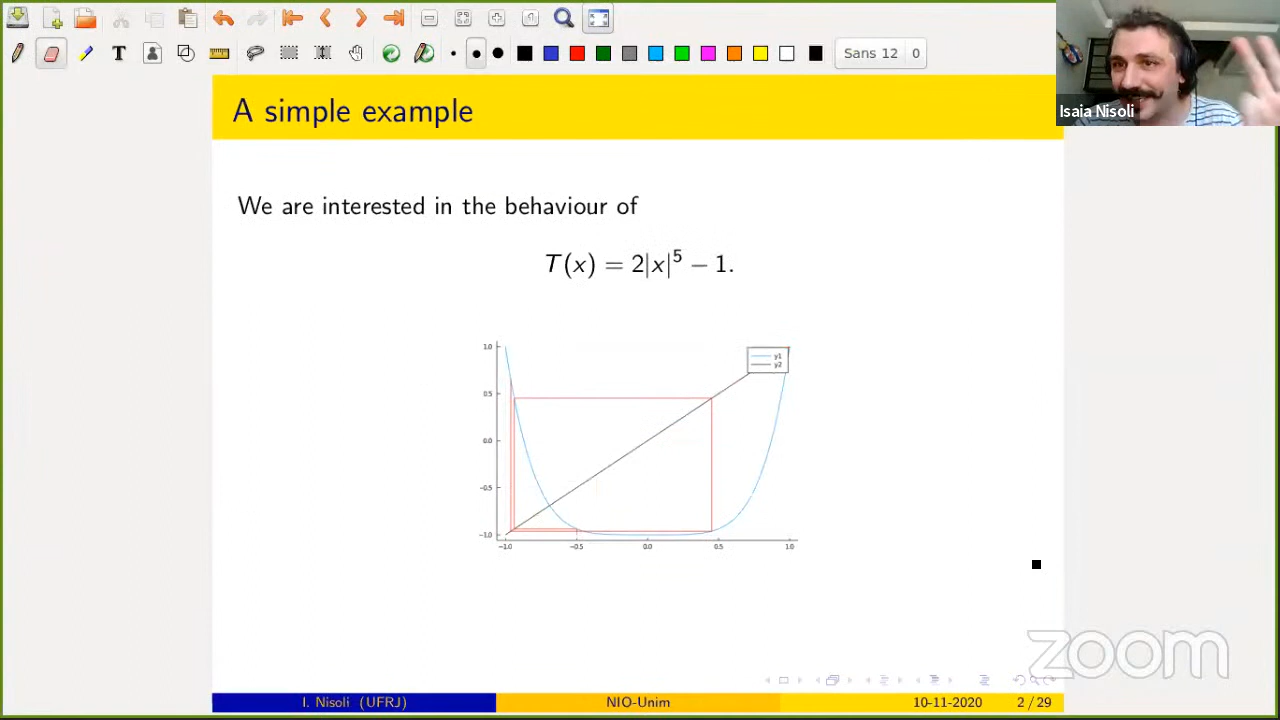 Sans 12 0
Isaia Nisoli
A simple example
We are interested in the behaviour of
T(x) = 2|x|⁵ − 1.
y1
y2
1.0
0.5
0.0
−0.5
−1.0
−1.0 −0.5 0.0 0.5 1.0
zoom
I. Nisoli (UFRJ) NIO-Unim 10-11-2020 2 / 29